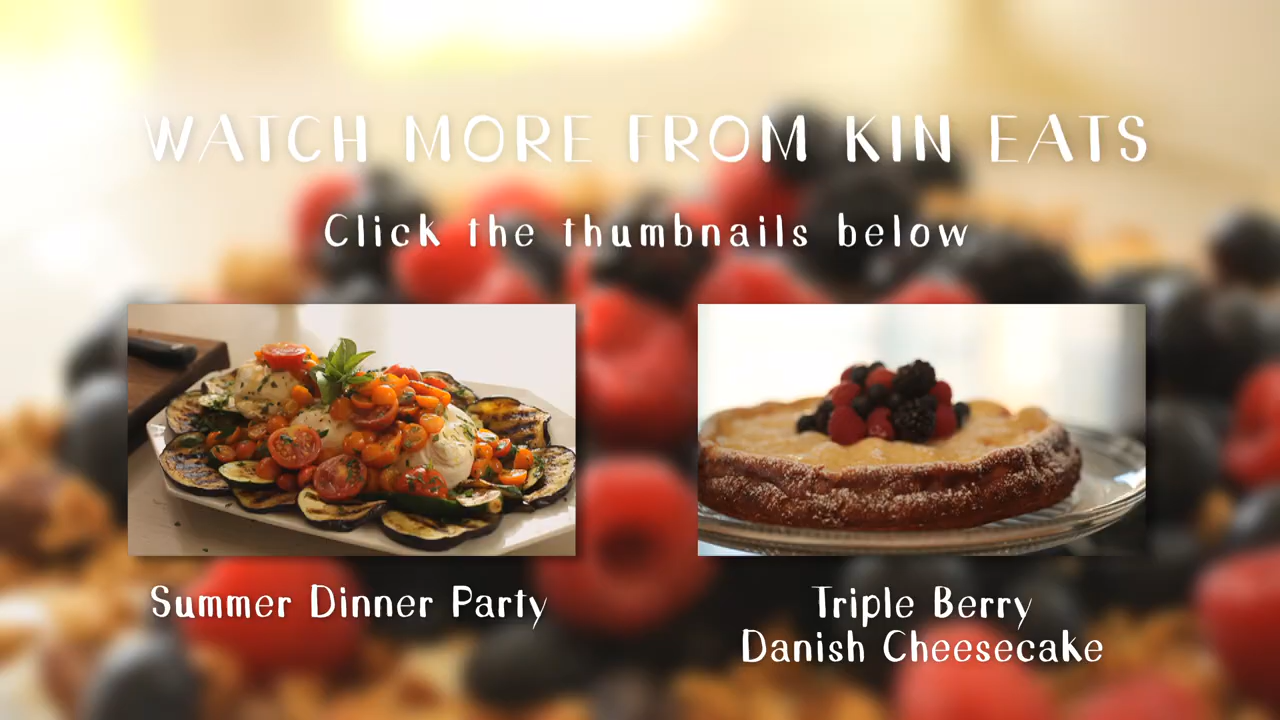 WATCH MORE FROM KIN EATS
Click the thumbnails below
Summer Dinner Party
Triple Berry
Danish Cheesecake